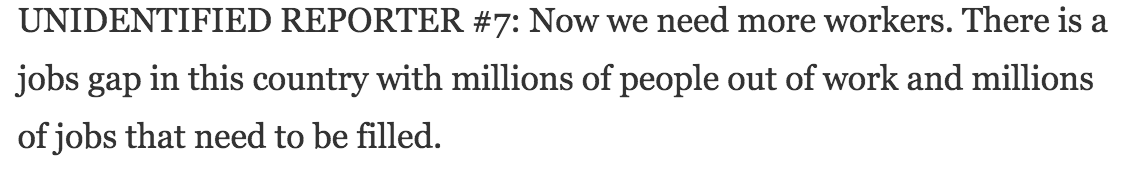 UNIDENTIFIED REPORTER #7: Now we need more workers. There is a
jobs gap in this country with millions of people out of work and millions
of jobs that need to be filled.